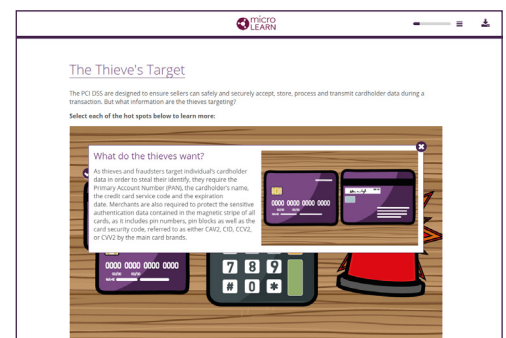 micro
LEARN
The Thieve's Target
The PCI DSS are designed to ensure sellers can safely and securely accept, store, process and transmit cardholder data during a
transaction. But what information are the thieves targeting?
Select each of the hot spots below to learn more:
What do the thieves want?
As thieves and fraudsters target individual's cardholder
data in order to steal their identify, they require the
Primary Account Number (PAN), the cardholder's name,
the credit card service code and the expiration
date. Merchants are also required to protect the sensitive
authentication data contained in the magnetic stripe of all
cards, as it includes pin numbers, pin blocks as well as the
card security code, referred to as either CAV2, CID, CCV2,
or CVV2 by the main card brands.
0000 0000 0000 0000
0000 0000 0000 0000
0000 0000 0000 0000
7 8 9
# 0 *